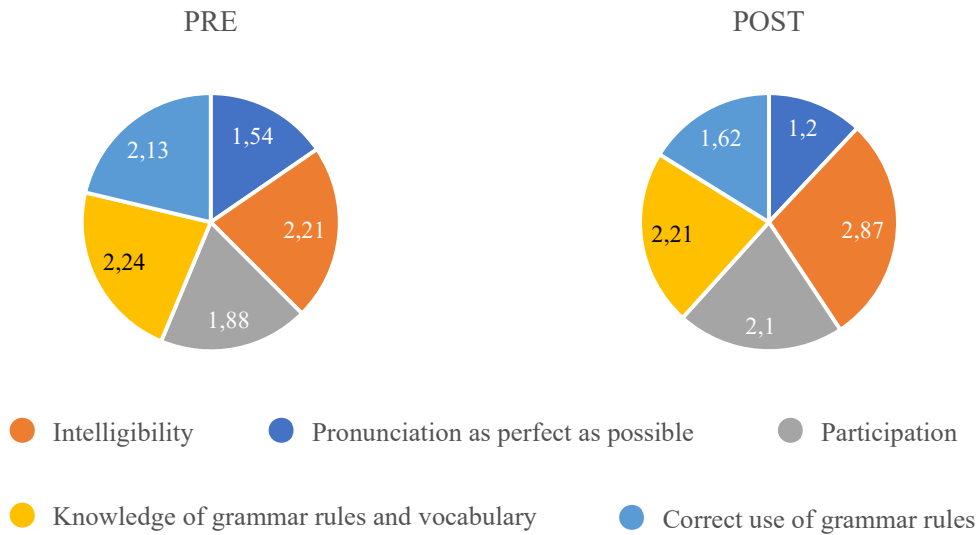 PRE
POST
2,13
1,54
2,21
1,88
2,24
1,62
1,2
2,87
2,1
2,21
Intelligibility
Pronunciation as perfect as possible
Participation
Knowledge of grammar rules and vocabulary
Correct use of grammar rules